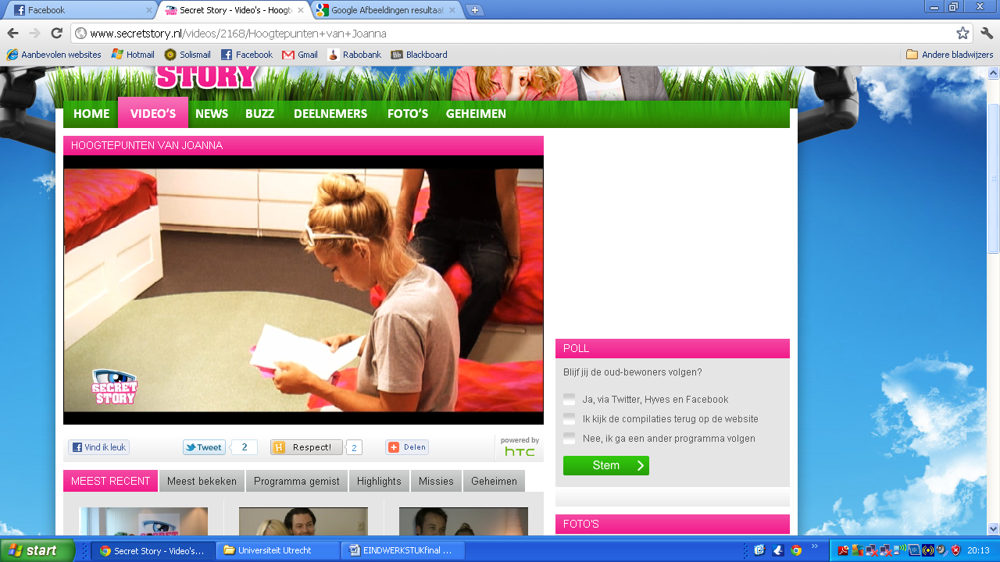 Facebook
Secret Story - Video's - Hoogte
Google Afbeeldingen resultaat
www.secretstory.nl/videos/2168/Hoogtepunten+van+Joanna
Aanbevolen websites Hotmail Solismail Facebook Gmail Rabobank Blackboard Andere bladwijzers
STORY
HOME VIDEO'S NEWS BUZZ DEELNEMERS FOTO'S GEHEIMEN
HOOGTEPUNTEN VAN JOANNA
SECRET
STORY
POLL
Blijf jij de oud-bewoners volgen?
Ja, via Twitter, Hyves en Facebook
Ik kijk de compilaties terug op de website
Nee, ik ga een ander programma volgen
Stem
Vind ik leuk Tweet 2 Respect! 2 Delen
powered by
htc
MEEST RECENT Meest bekeken Programma gemist Highlights Missies Geheimen
SECRET
FOTO'S
start Secret Story - Video's... Universiteit Utrecht EINDWERKSTUKfinal ... 20:13